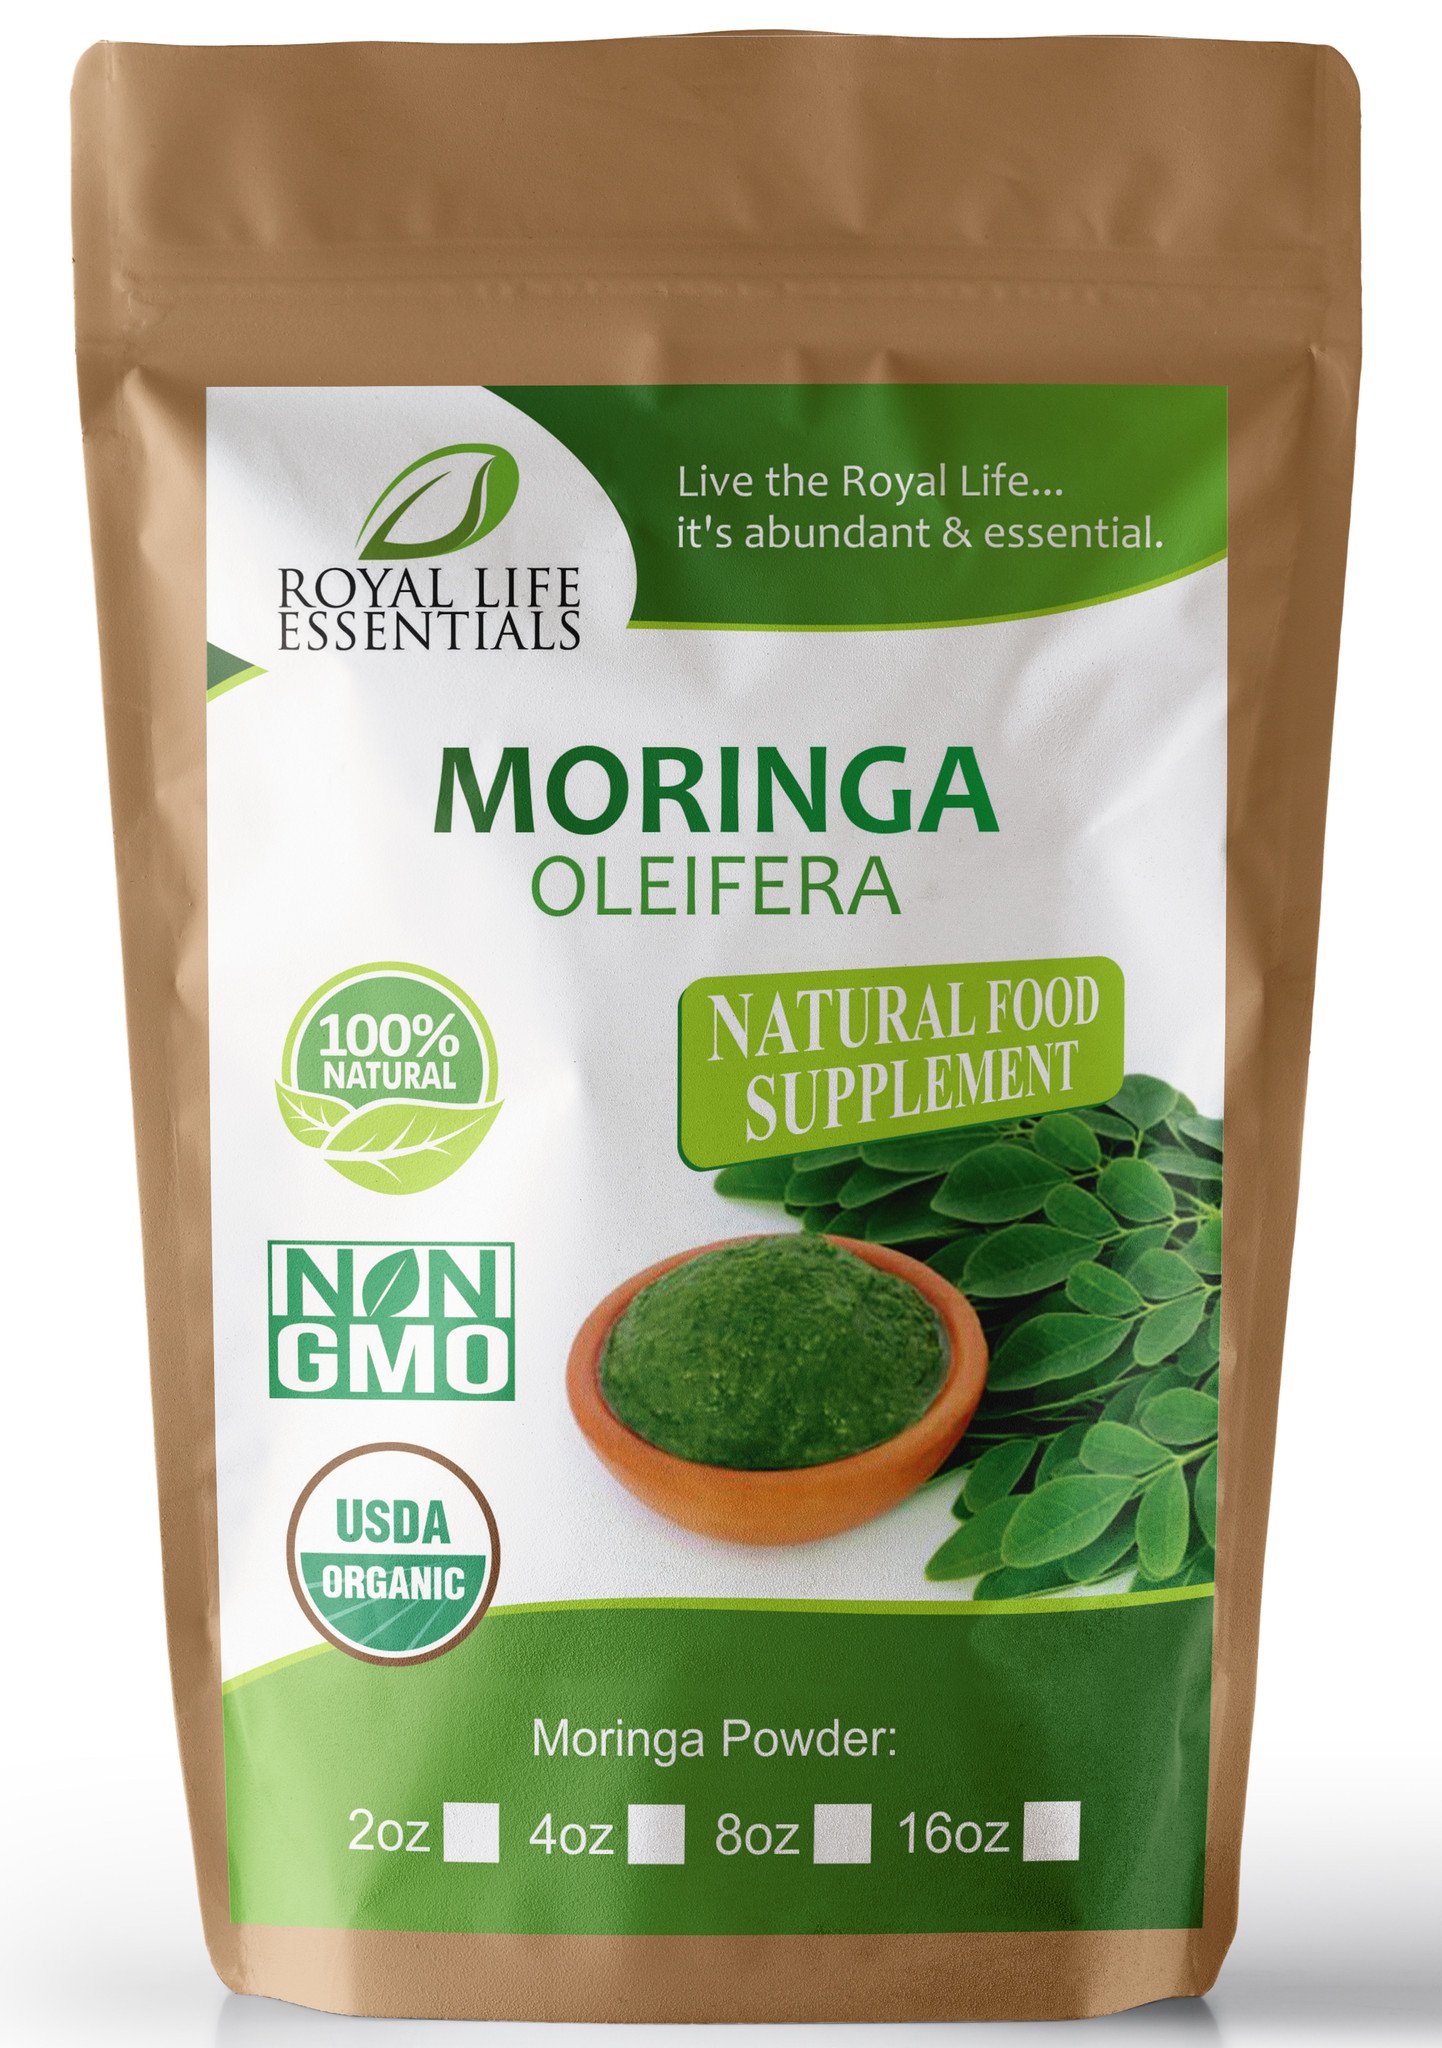 ROYAL LIFE
ESSENTIALS
Live the Royal Life...
it's abundant & essential.
MORINGA
OLEIFERA
100%
NATURAL
NATURAL FOOD
SUPPLEMENT
NON
GMO
USDA
ORGANIC
Moringa Powder:
2oz 4oz 8oz 16oz